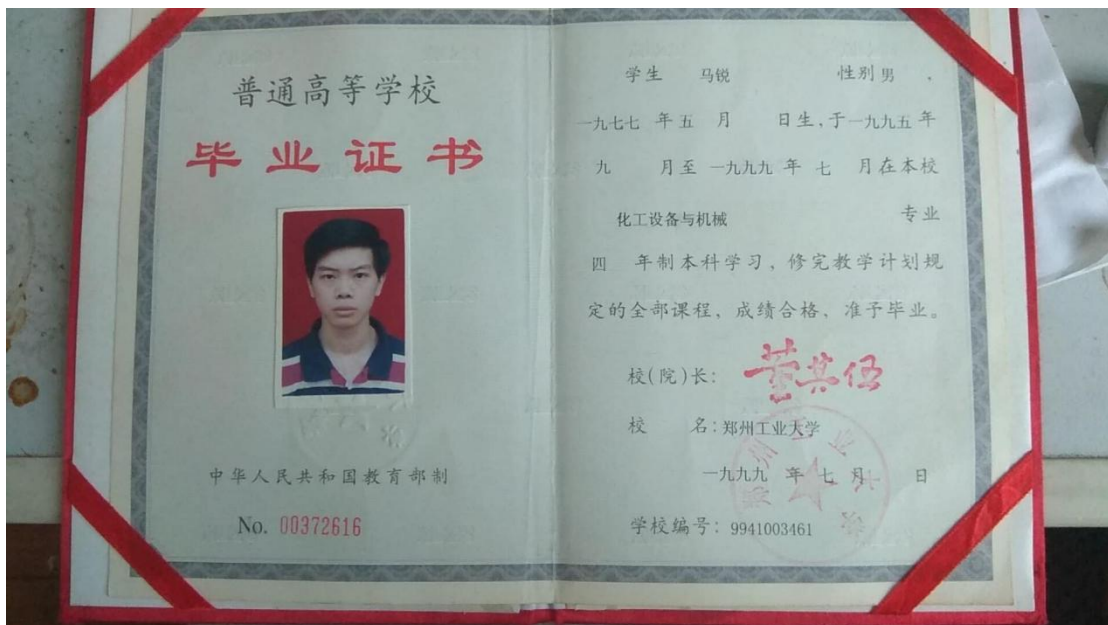 普通高等学校
毕业证书
中华人民共和国教育部制
No. 00372616
学生 马锐 性别 男 ,
一九七七 年 五 月 日生,于 一九九五 年
九 月至 一九九九 年 七 月在本校
化工设备与机械 专业
四 年制本科学习,修完教学计划规
定的全部课程,成绩合格,准予毕业。
校(院)长: 董其伍
校 名: 郑州工业大学
一九九九 年 七 月 日
学校编号: 9941003461